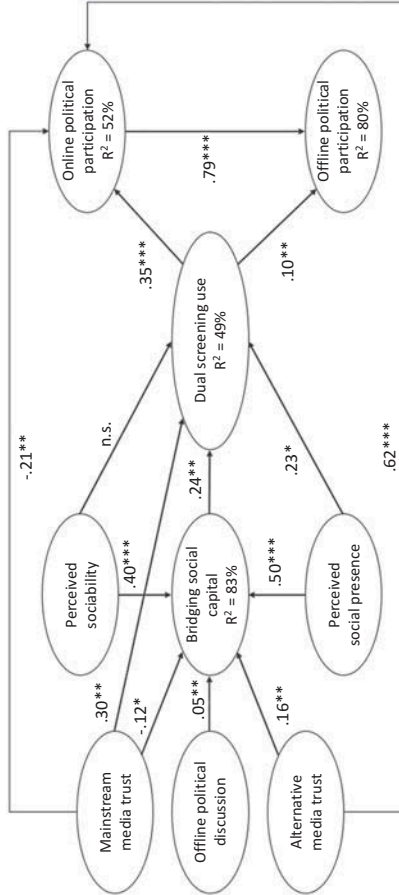 -.21**
Mainstream
media trust
Offline political
discussion
Alternative
media trust
.30**
-.12*
.05**
.16**
Perceived
sociability
.40***
Bridging social
capital
R² = 83%
.50***
Perceived
social presence
n.s.
.24**
.23*
Dual screening use
R² = 49%
.35***
.10**
Online political
participation
R² = 52%
.79***
Offline political
participation
R² = 80%
.62***